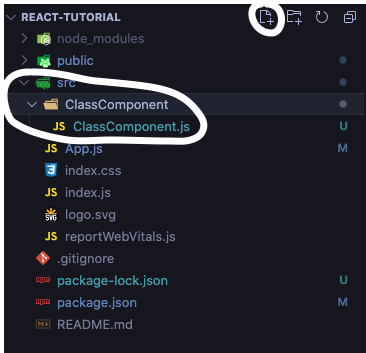 REACT-TUTORIAL
node_modules
public
src
ClassComponent
JS ClassComponent.js U
JS App.js M
index.css
JS index.js
SVG logo.svg
JS reportWebVitals.js
.gitignore
package-lock.json U
package.json M
README.md